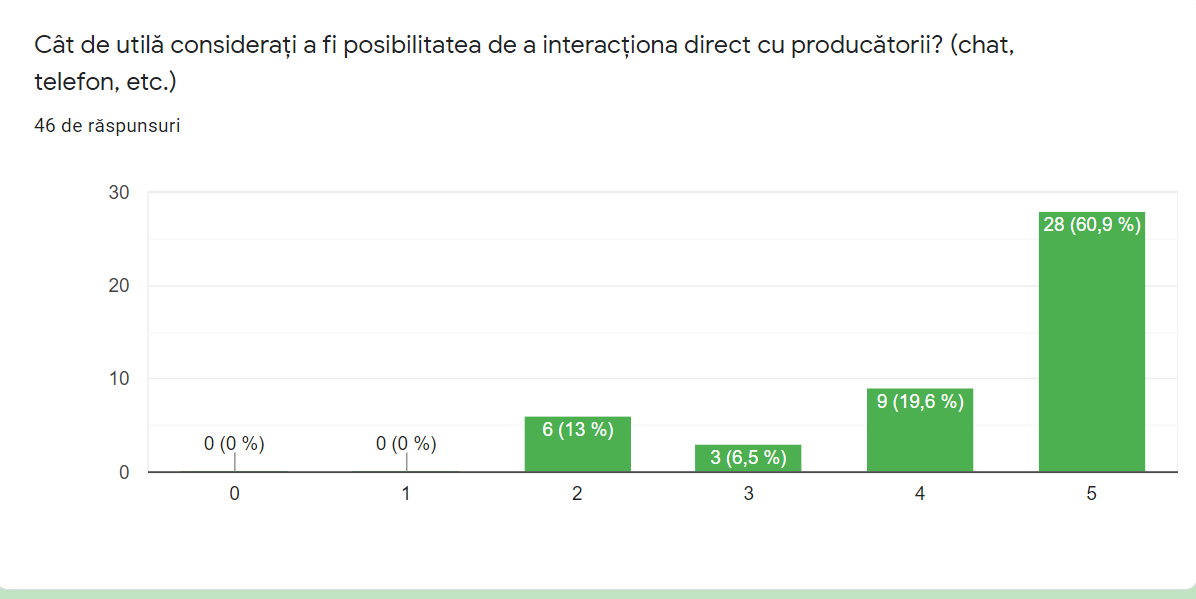 Cât de utilă considerați a fi posibilitatea de a interacționa direct cu producătorii? (chat,
telefon, etc.)
46 de răspunsuri
30
28 (60,9 %)
20
10
9 (19,6 %)
6 (13 %)
0 (0 %) 0 (0 %)
3 (6,5 %)
0
0 1 2 3 4 5